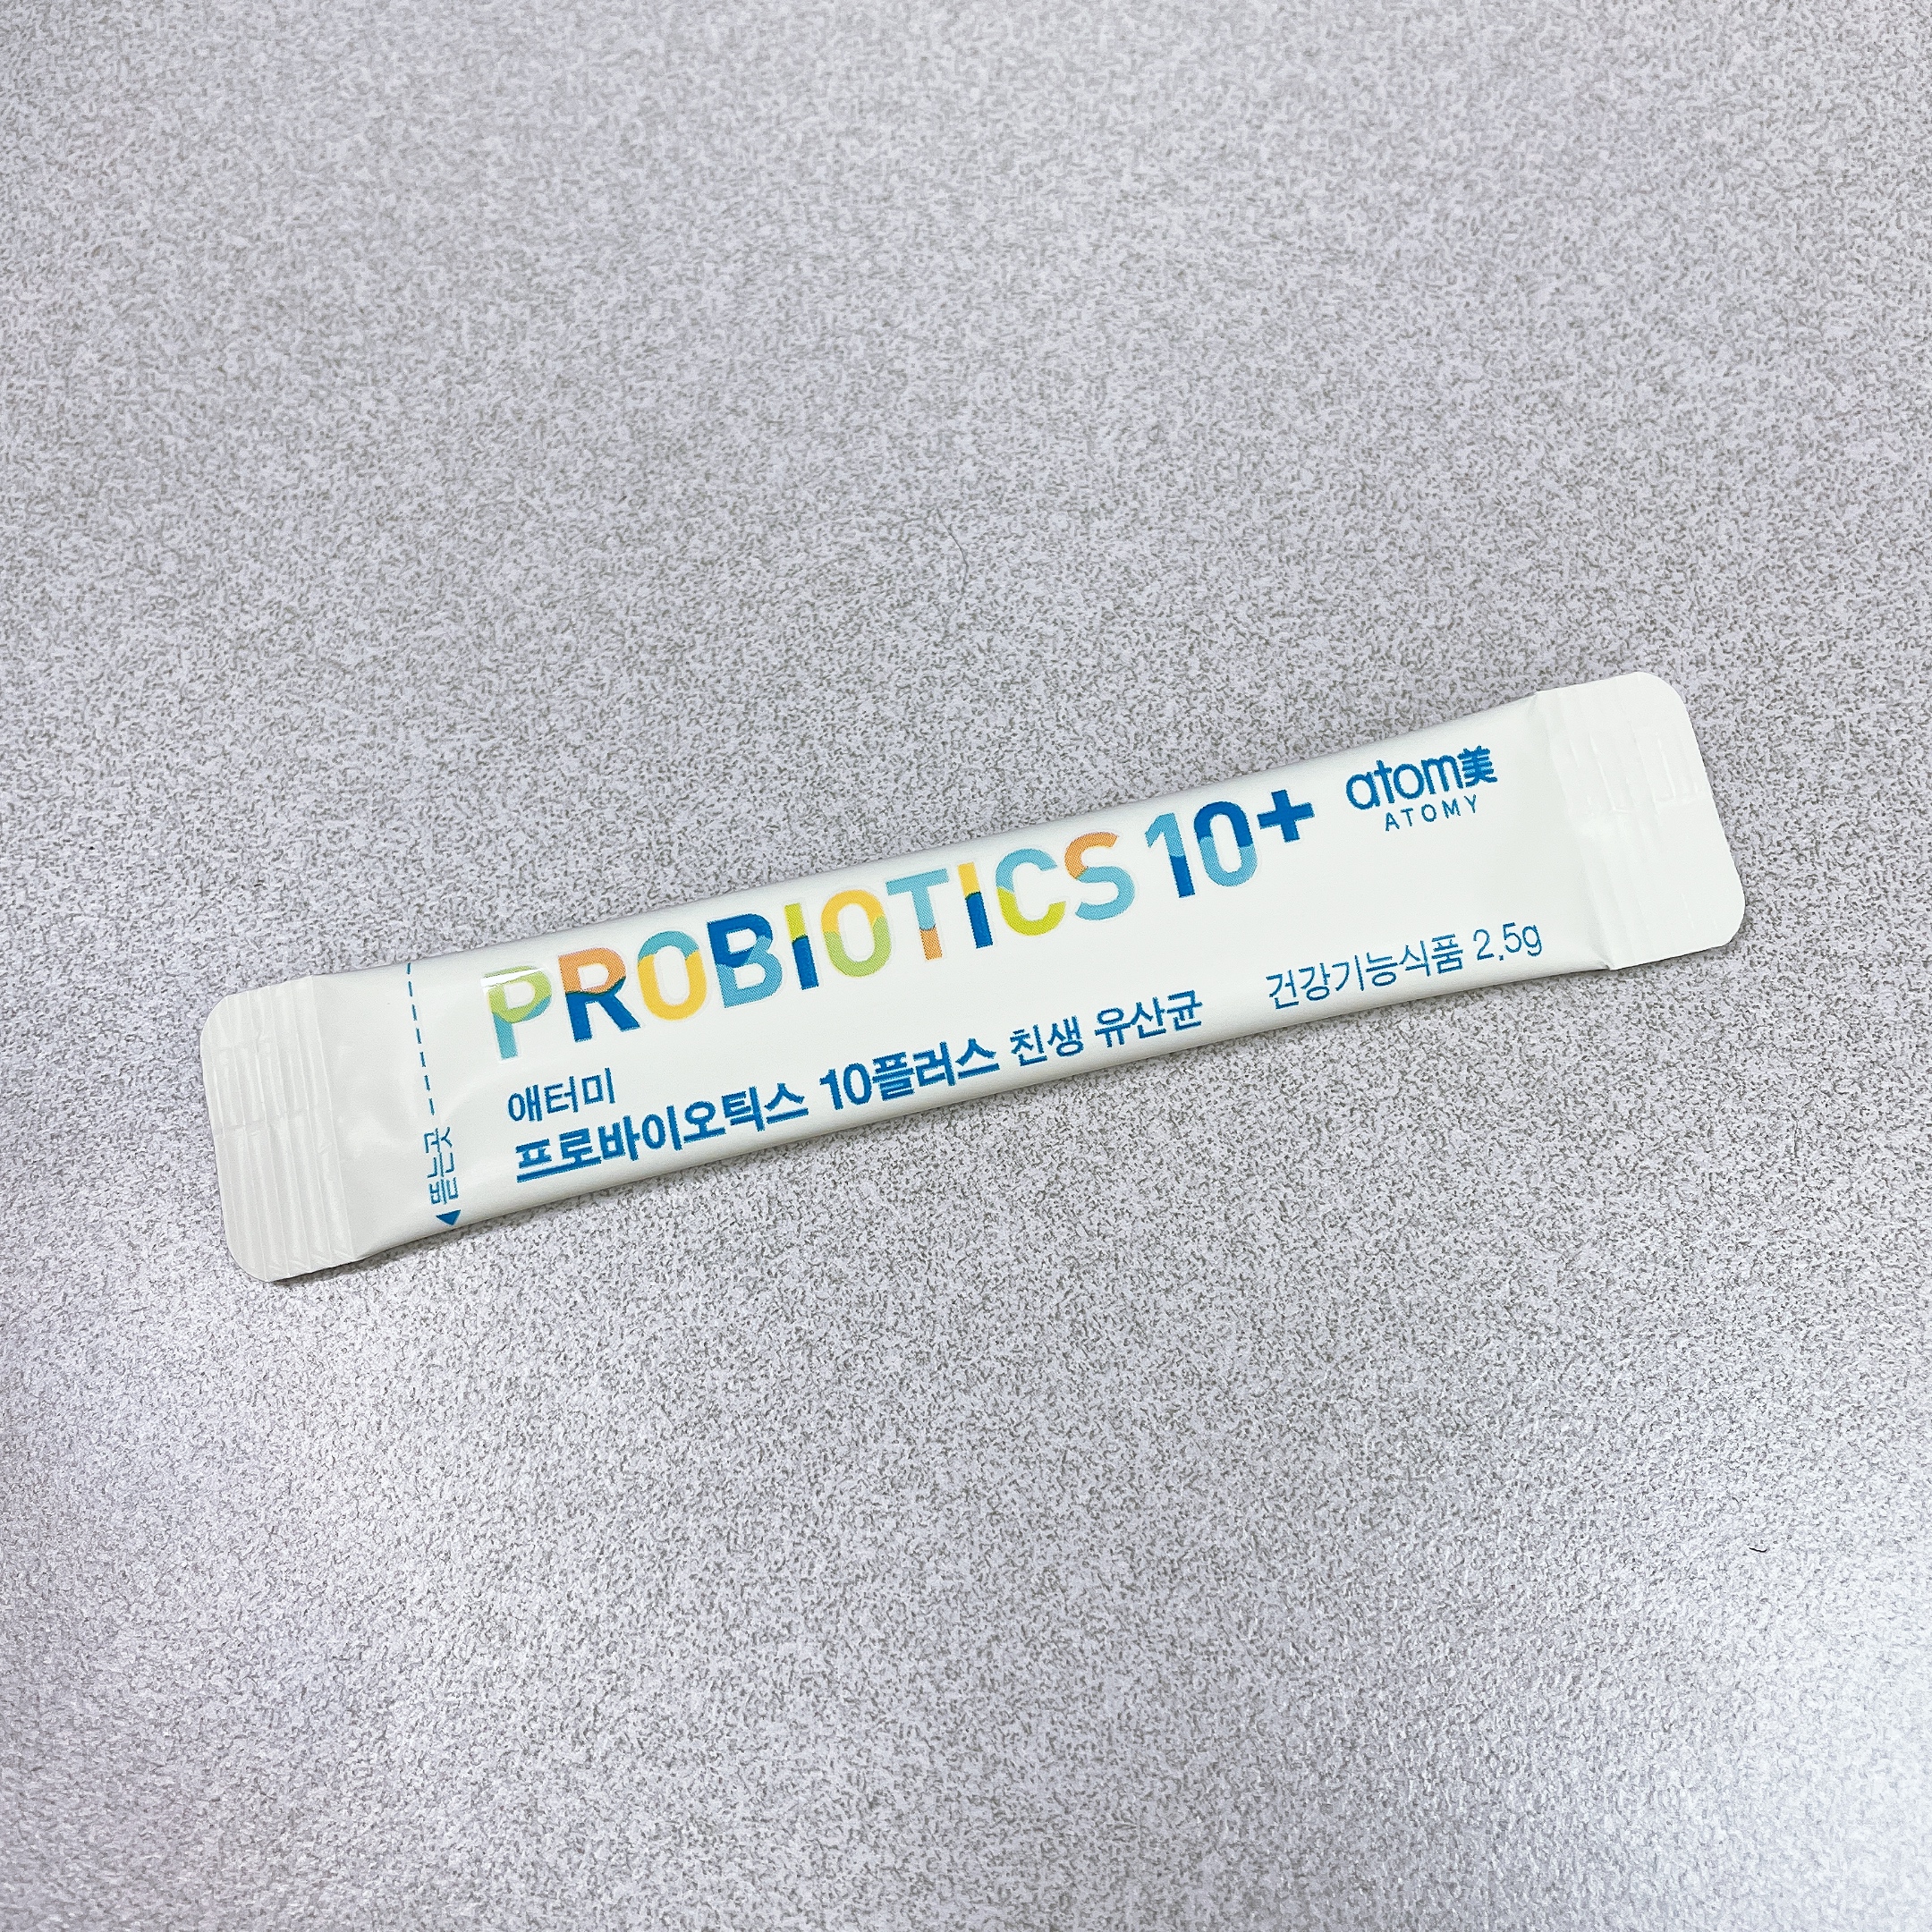 PROBIOTICS 10+
atom美
ATOMY
애터미
프로바이오틱스 10플러스 친생 유산균
건강기능식품 2.5g
◀뜯는곳